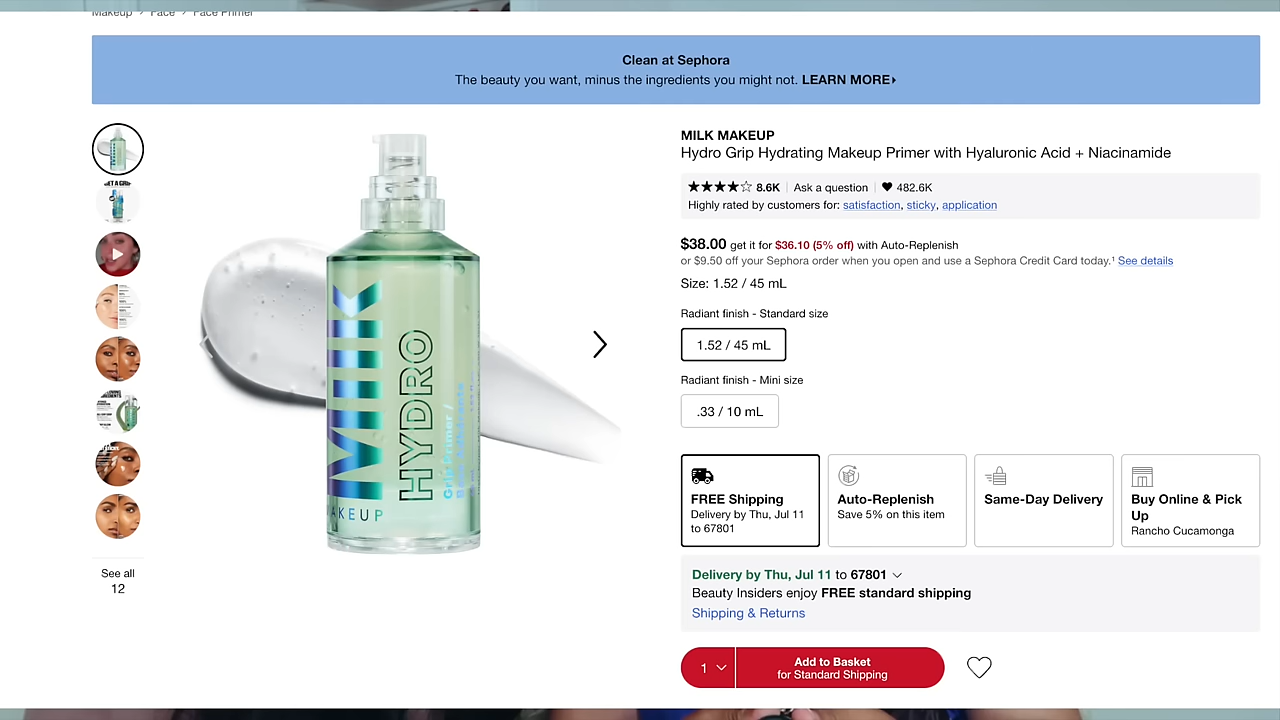 Makeup > Face > Face Primer
Clean at Sephora
The beauty you want, minus the ingredients you might not. LEARN MORE
MILK MAKEUP
Hydro Grip Hydrating Makeup Primer with Hyaluronic Acid + Niacinamide
8.6K Ask a question 482.6K
Highly rated by customers for: satisfaction, sticky, application
$38.00 get it for $36.10 (5% off) with Auto-Replenish
or $9.50 off your Sephora order when you open and use a Sephora Credit Card today.¹ See details
Size: 1.52 / 45 mL
Radiant finish - Standard size
1.52 / 45 mL
Radiant finish - Mini size
.33 / 10 mL
FREE Shipping
Delivery by Thu, Jul 11
to 67801
Auto-Replenish
Save 5% on this item
Same-Day Delivery
Buy Online & Pick
Up
Rancho Cucamonga
Delivery by Thu, Jul 11 to 67801
Beauty Insiders enjoy FREE standard shipping
Shipping & Returns
1
Add to Basket
for Standard Shipping
MILK
HYDRO
Grip Primer /
AKEUP
See all
12